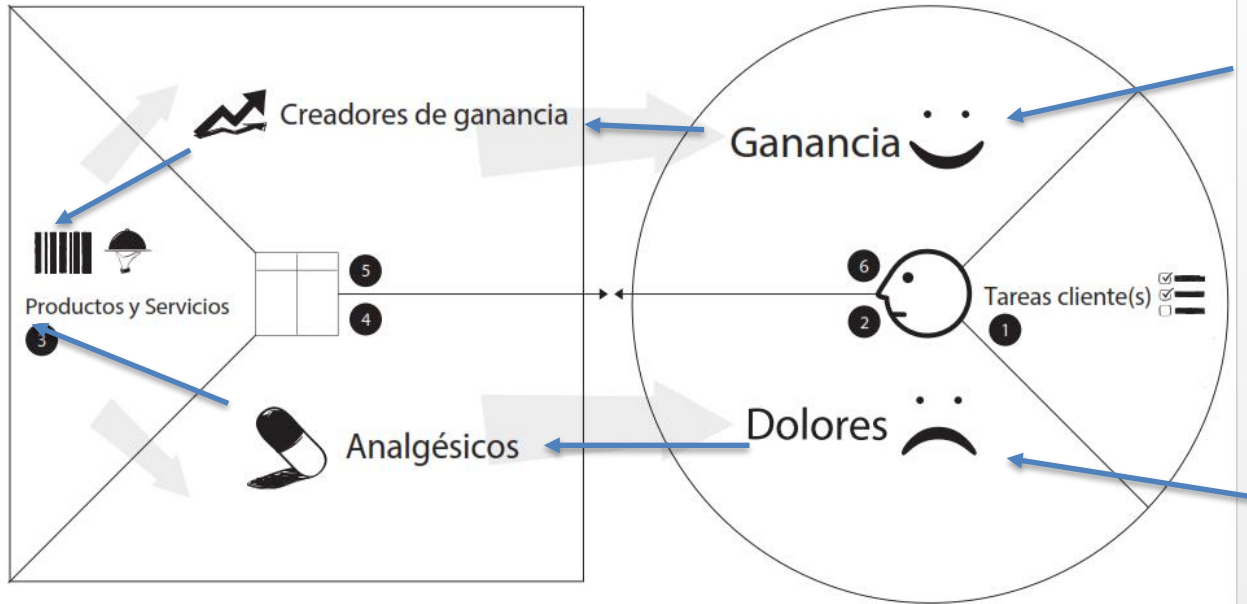 Creadores de ganancia
Ganancia
Productos y Servicios
3
5
4
6
2
Tareas cliente(s)
1
Analgésicos
Dolores